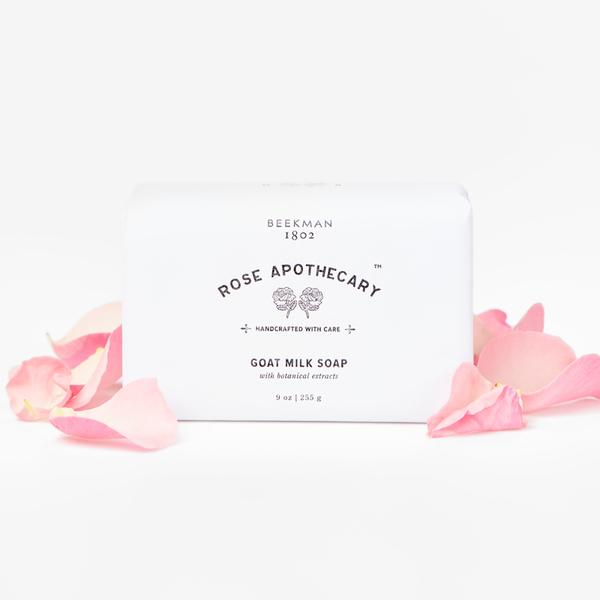 BEEKMAN
1802
ROSE APOTHECARY™
HANDCRAFTED WITH CARE
GOAT MILK SOAP
with botanical extracts
9 oz | 255 g